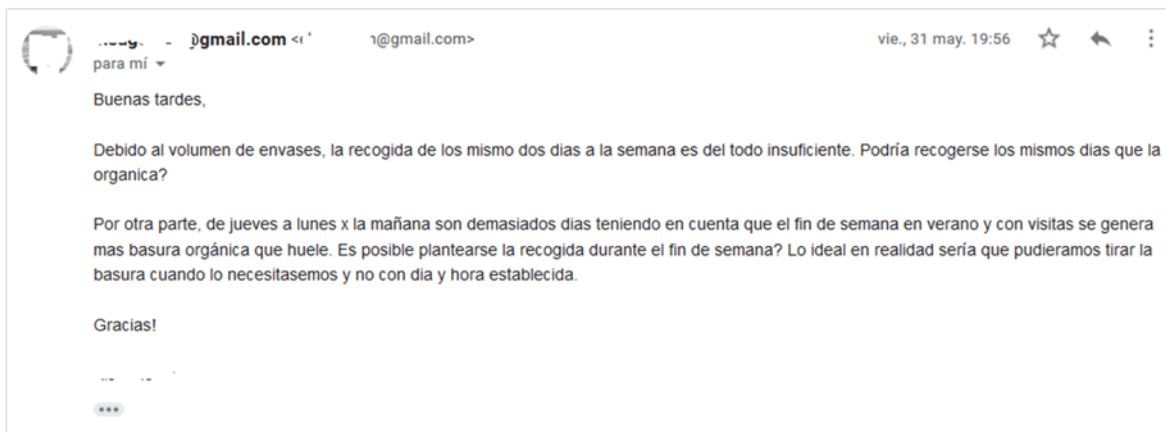 @gmail.com < @gmail.com>
vie., 31 may. 19:56
para mí
Buenas tardes,
Debido al volumen de envases, la recogida de los mismo dos dias a la semana es del todo insuficiente. Podría recogerse los mismos dias que la
organica?
Por otra parte, de jueves a lunes x la mañana son demasiados dias teniendo en cuenta que el fin de semana en verano y con visitas se genera
mas basura orgánica que huele. Es posible plantearse la recogida durante el fin de semana? Lo ideal en realidad sería que pudieramos tirar la
basura cuando lo necesitasemos y no con dia y hora establecida.
Gracias!